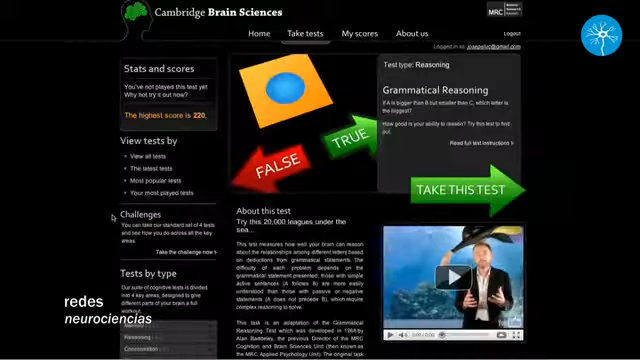 Cambridge Brain Sciences
MRC
Home
Take tests
My scores
About us
Logout
Stats and scores
You've not played this test yet
Why not try it out now?
The highest score is 220.
View tests by
View all tests
The latest tests
Most popular tests
Your most played tests
Challenges
You can take our standard set of 4 tests
and see how you do across all the key
areas.
Take the challenge now
Tests by type
Our suite of cognitive tests is divided
into 4 key areas, designed to
give different parts of your brain a full
workout.
Reasoning
Concentration
redes
neurociencias
FALSE
TRUE
Test type: Reasoning
Grammatical Reasoning
If A is bigger than B but smaller than C, which letter is
the biggest?
How good is your ability to reason? Try this test to find
out.
Read full test instructions
TAKE THIS TEST
About this test
Try this 20,000 leagues under the
sea...
This test measures how well your brain can reason
about the relationships among different letters based
on deductions from grammatical statements. The
difficulty of each problem depends on the
grammatical statement presented; those with simple
active sentences (A follows B) are more easily
understood than those with passive or negative
statements (A does not precede B), which require
complex reasoning to solve.
This task is an adaptation of the Grammatical
Reasoning Test which was developed in 1968 by
Alan Baddeley, the previous Director of the MRC
Cognition and Brain Sciences Unit (then known as
the MRC Applied Psychology Unit). The original task